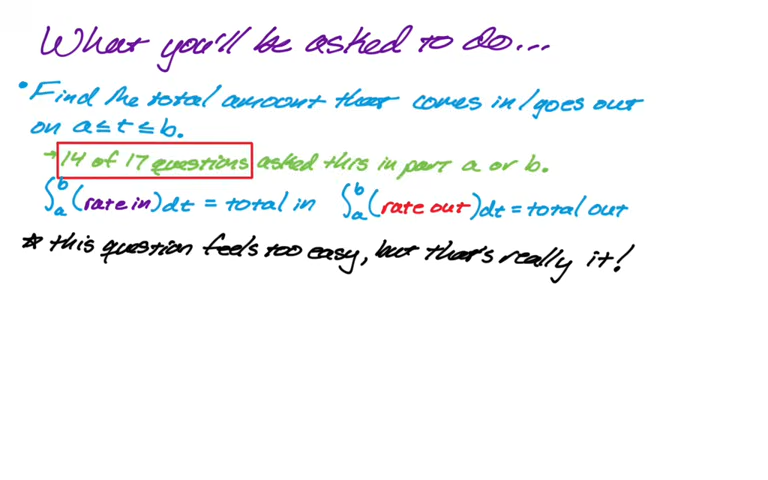 What you'll be asked to do...
• Find the total amount that comes in/goes out
on a ≤ t ≤ b.
→ 14 of 17 questions asked this in part a or b.
∫_a^b (rate in) dt = total in   ∫_a^b (rate out) dt = total out
* this question feels too easy, but that's really it!